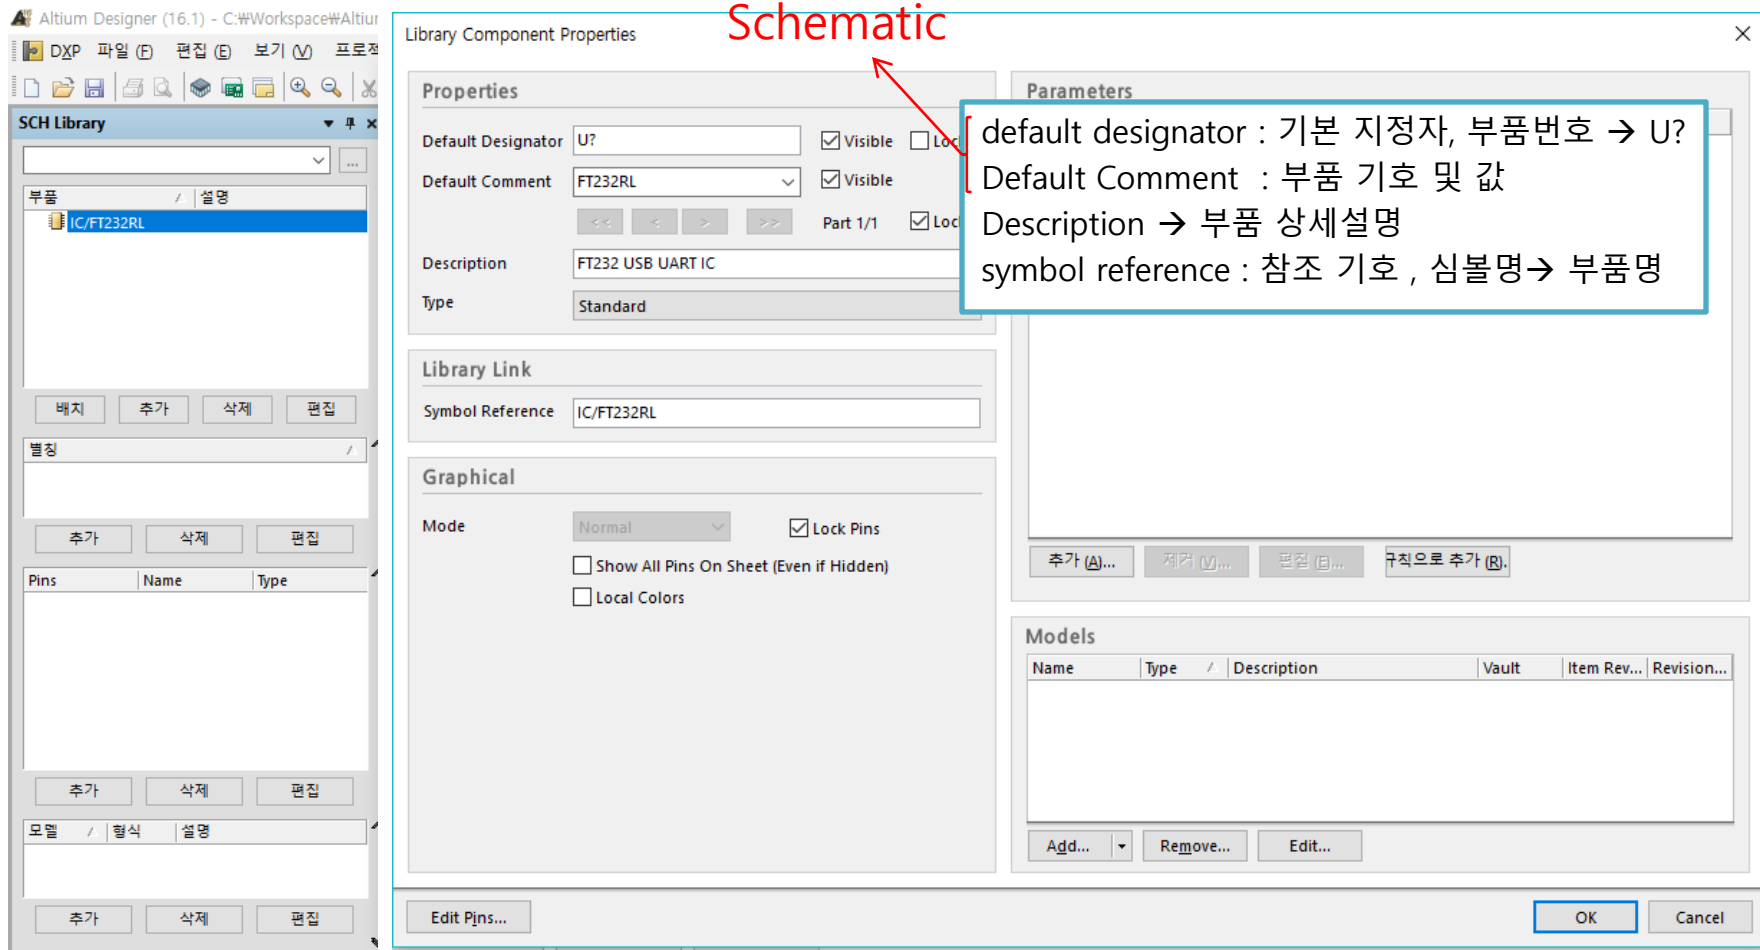 Altium Designer (16.1) - C:₩Workspace₩Altiu
DXP 파일 (F) 편집 (E) 보기 (V) 프로젝
SCH Library
...
부품 설명
IC/FT232RL
배치 추가 삭제 편집
별칭
추가 삭제 편집
Pins Name Type
추가 삭제 편집
모델 형식 설명
추가 삭제 편집
Schematic
Library Component Properties
Properties
Default Designator U? Visible Loc
Default Comment FT232RL Visible
<< < > >> Part 1/1 Loc
Description FT232 USB UART IC
Type Standard
Library Link
Symbol Reference IC/FT232RL
Graphical
Mode Normal Lock Pins
Show All Pins On Sheet (Even if Hidden)
Local Colors
Parameters
default designator : 기본 지정자, 부품번호 → U?
Default Comment : 부품 기호 및 값
Description → 부품 상세설명
symbol reference : 참조 기호 , 심볼명→ 부품명
추가 (A)... 제거 (V)... 편집 (E)... 규칙으로 추가 (R).
Models
Name Type Description Vault Item Rev... Revision...
Add... Remove... Edit...
Edit Pins... OK Cancel